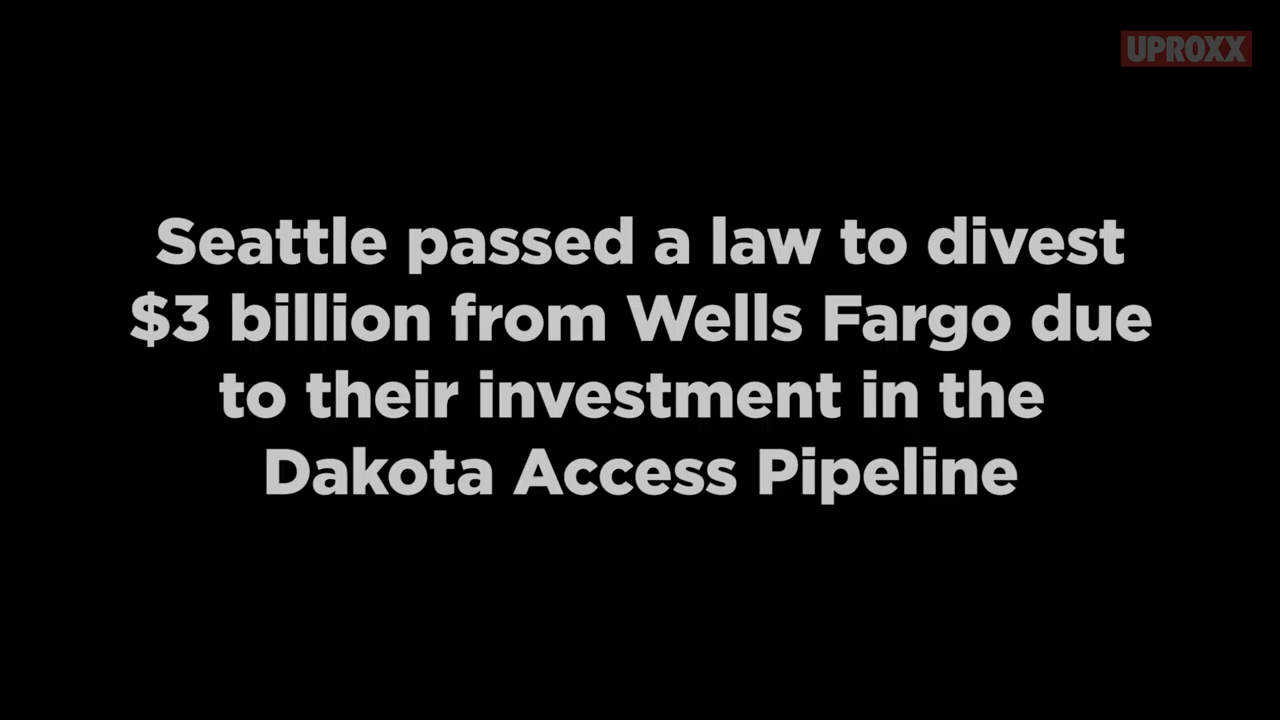 UPROXX
Seattle passed a law to divest
$3 billion from Wells Fargo due
to their investment in the
Dakota Access Pipeline